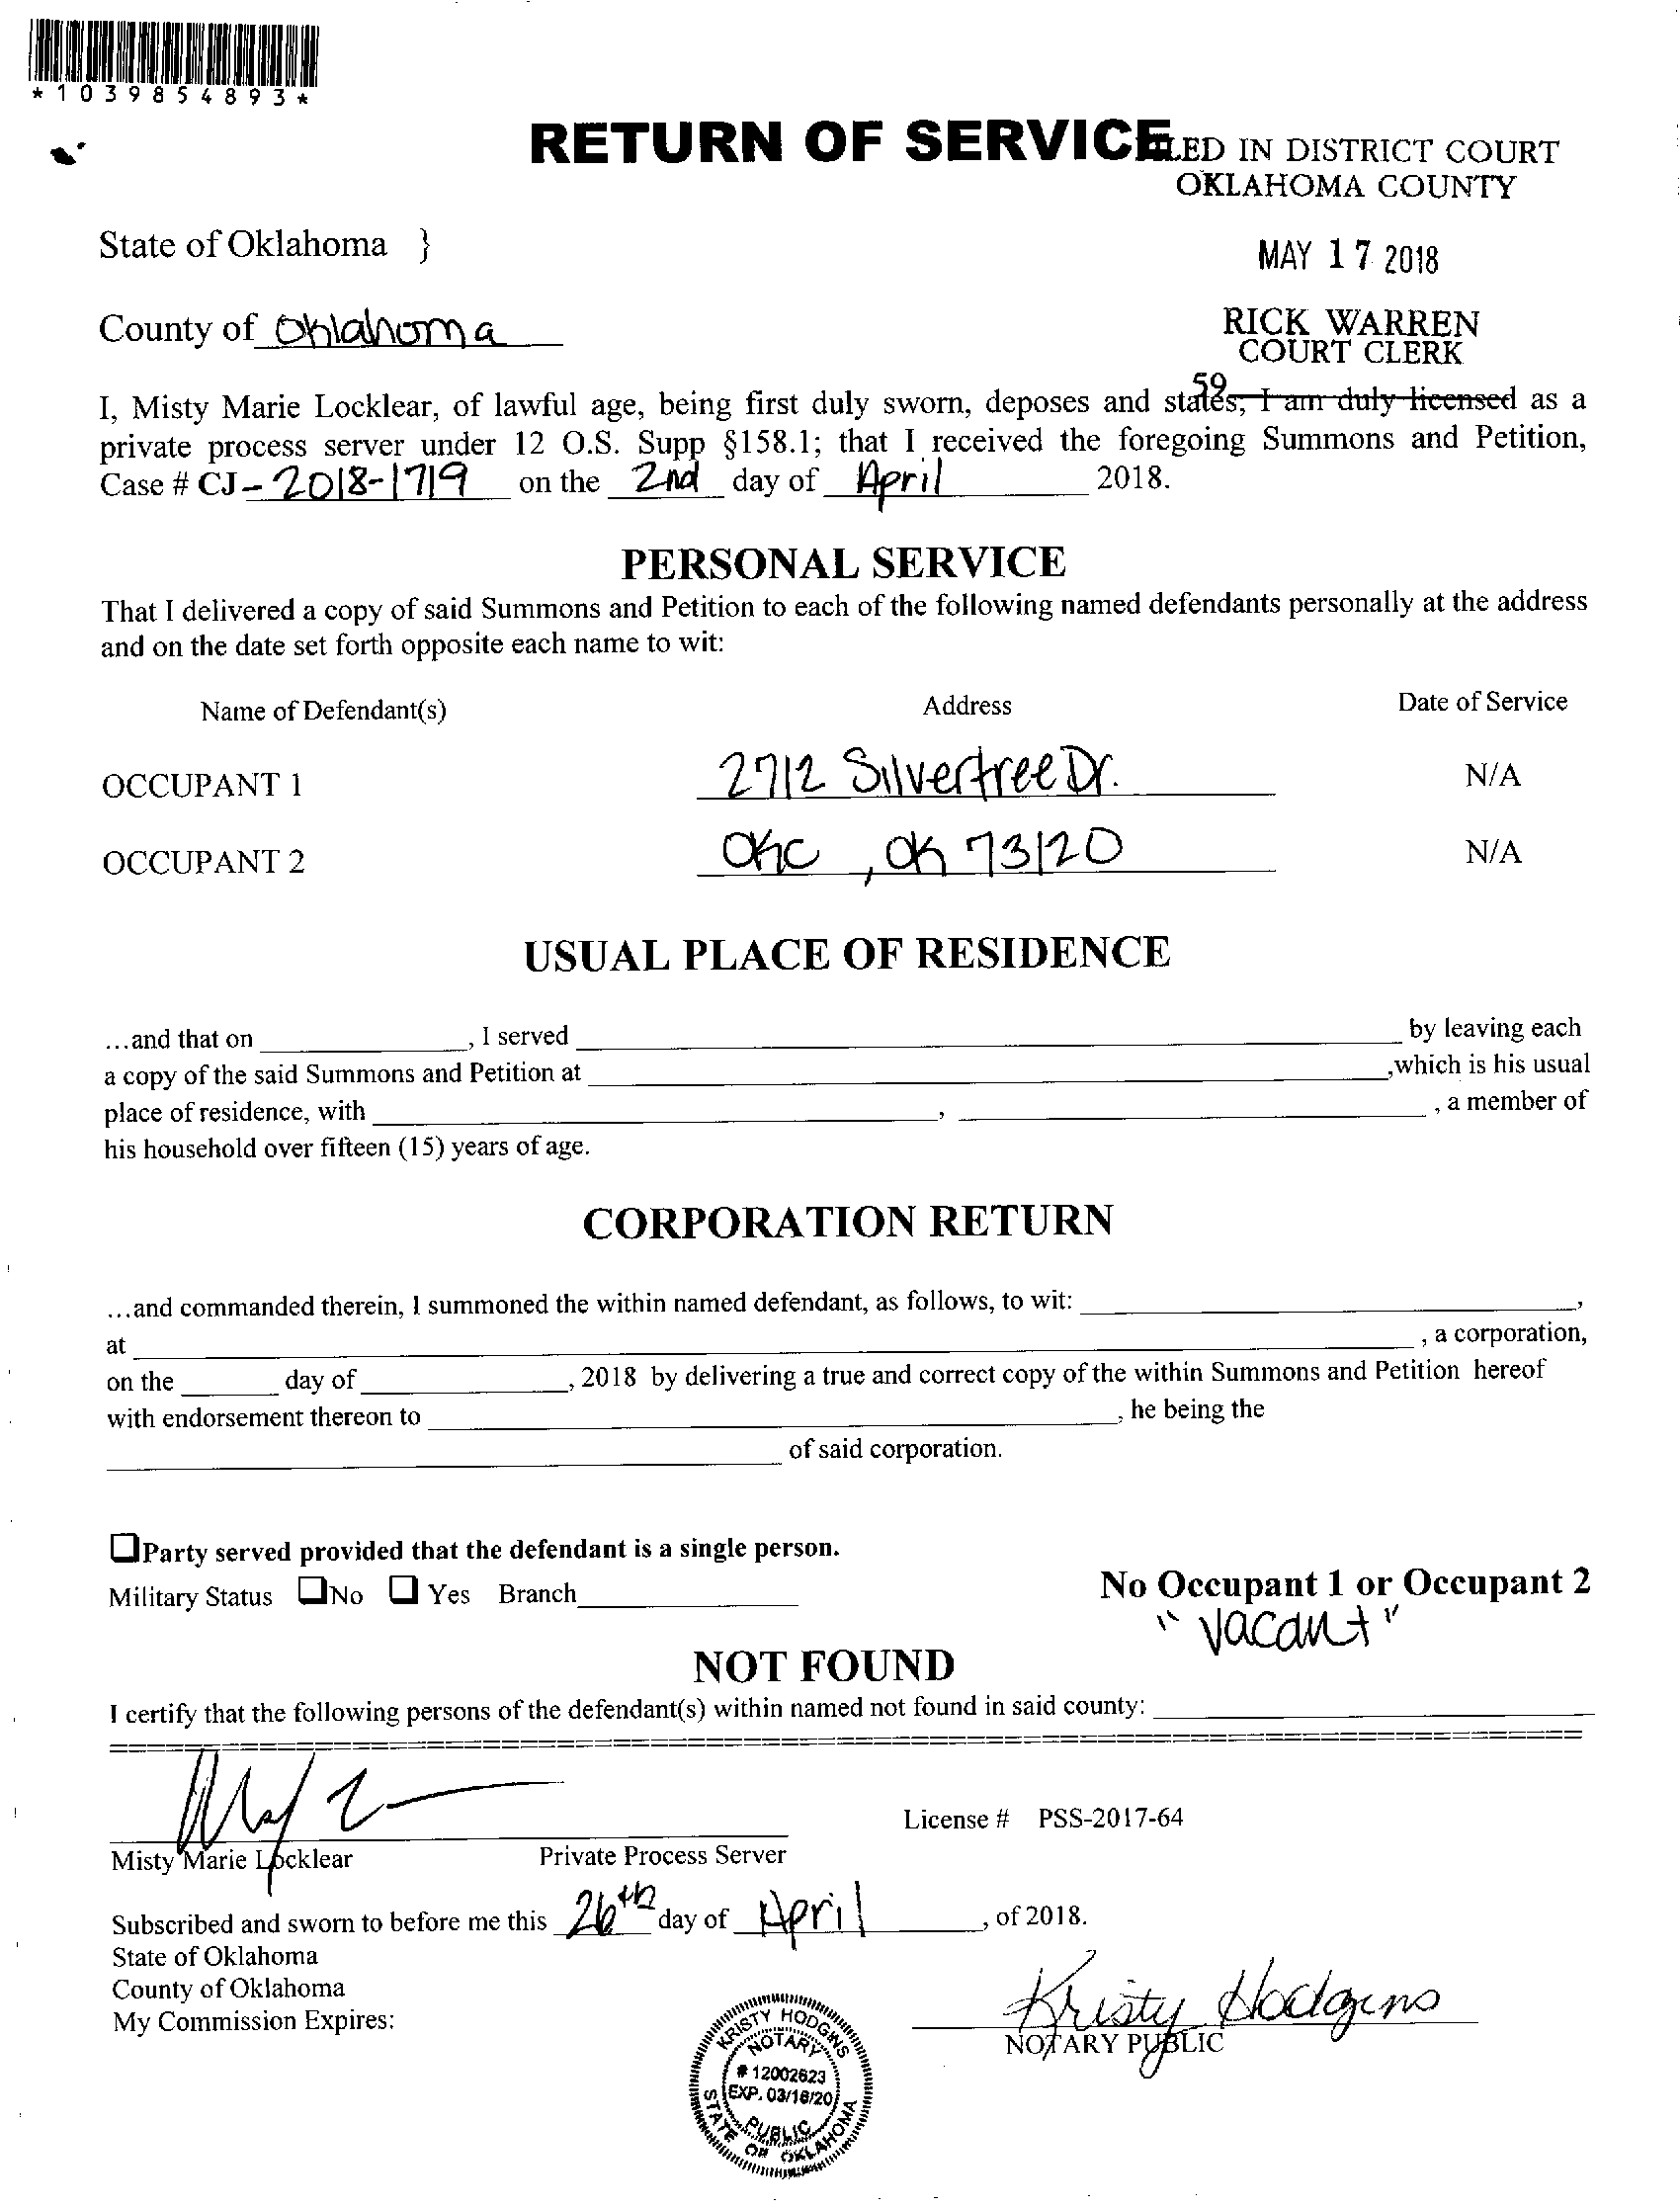 *1039854893*
RETURN OF SERVICE
LED IN DISTRICT COURT
OKLAHOMA COUNTY
State of Oklahoma }
MAY 17 2018
County of Oklahoma
RICK WARREN
COURT CLERK
59
I, Misty Marie Locklear, of lawful age, being first duly sworn, deposes and states, I am duly licensed as a
private process server under 12 O.S. Supp §158.1; that I received the foregoing Summons and Petition,
Case # CJ-2018-1719 on the 2nd day of April 2018.
PERSONAL SERVICE
That I delivered a copy of said Summons and Petition to each of the following named defendants personally at the address
and on the date set forth opposite each name to wit:
Name of Defendant(s) Address Date of Service
OCCUPANT 1 2712 Silvertree Dr. N/A
OCCUPANT 2 OKC, OK 73120 N/A
USUAL PLACE OF RESIDENCE
...and that on ____, I served ____ by leaving each
a copy of the said Summons and Petition at ____,which is his usual
place of residence, with ____, ____, a member of
his household over fifteen (15) years of age.
CORPORATION RETURN
...and commanded therein, I summoned the within named defendant, as follows, to wit: ____,
at ____, a corporation,
on the ____ day of ____, 2018 by delivering a true and correct copy of the within Summons and Petition hereof
with endorsement thereon to ____, he being the
____ of said corporation.
☐Party served provided that the defendant is a single person.
Military Status ☐No ☐ Yes Branch____
No Occupant 1 or Occupant 2
"Vacant"
NOT FOUND
I certify that the following persons of the defendant(s) within named not found in said county: ____
License # PSS-2017-64
Misty Marie Locklear Private Process Server
Subscribed and sworn to before me this 26th day of April, of 2018.
State of Oklahoma
County of Oklahoma
My Commission Expires:
Kristy Hodgins
NOTARY PUBLIC
KRISTY HODGINS
NOTARY
# 12002623
EXP. 03/16/20
PUBLIC
STATE OF OKLAHOMA